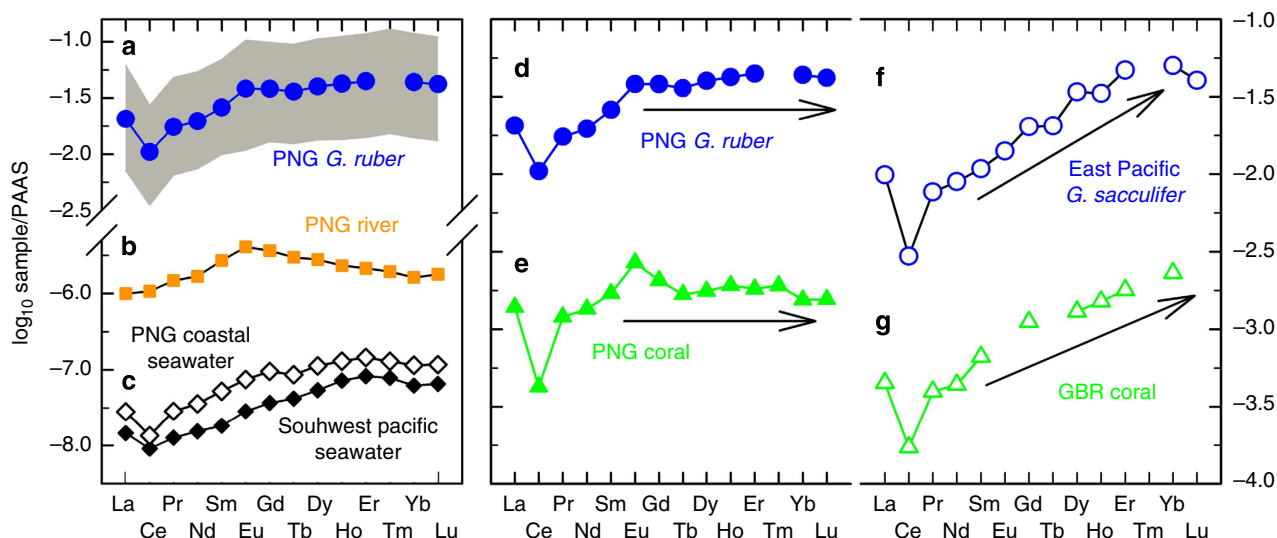 log10 sample/PAAS
−1.0
−1.5
−2.0
−2.5
−6.0
−7.0
−8.0
a
PNG G. ruber
b
PNG river
PNG coastal
seawater
c
Souhwest pacific
seawater
La Pr Sm Gd Dy Er Yb
Ce Nd Eu Tb Ho Tm Lu
d
PNG G. ruber
e
PNG coral
La Pr Sm Gd Dy Er Yb
Ce Nd Eu Tb Ho Tm Lu
f
East Pacific
G. sacculifer
g
GBR coral
La Pr Sm Gd Dy Er Yb
Ce Nd Eu Tb Ho Tm Lu
−1.0
−1.5
−2.0
−2.5
−3.0
−3.5
−4.0